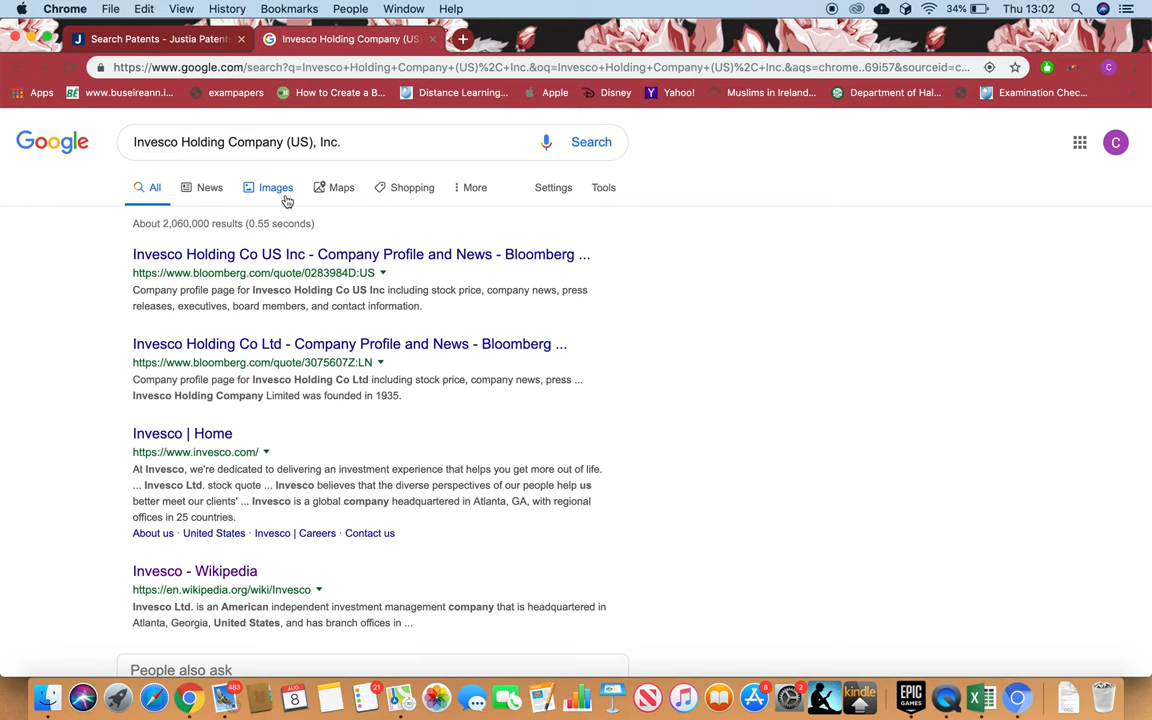 Chrome File Edit View History Bookmarks People Window Help 34% Thu 13:02
Search Patents - Justia Patent Invesco Holding Company (US
https://www.google.com/search?q=Invesco+Holding+Company+(US)%2C+Inc.&oq=Invesco+Holding+Company+(US)%2C+Inc.&aqs=chrome..69i57&sourceid=c... C
Apps BE www.buseireann.i... exampapers How to Create a B... Distance Learning... Apple Disney Yahoo! Muslims in Ireland... Department of Hal... Examination Chec...
Google Invesco Holding Company (US), Inc. Search C
All News Images Maps Shopping More Settings Tools
About 2,060,000 results (0.55 seconds)
Invesco Holding Co US Inc - Company Profile and News - Bloomberg ...
https://www.bloomberg.com/quote/0283984D:US
Company profile page for Invesco Holding Co US Inc including stock price, company news, press
releases, executives, board members, and contact information.
Invesco Holding Co Ltd - Company Profile and News - Bloomberg ...
https://www.bloomberg.com/quote/3075607Z:LN
Company profile page for Invesco Holding Co Ltd including stock price, company news, press ...
Invesco Holding Company Limited was founded in 1935.
Invesco | Home
https://www.invesco.com/
At Invesco, we're dedicated to delivering an investment experience that helps you get more out of life.
... Invesco Ltd. stock quote ... Invesco believes that the diverse perspectives of our people help us
better meet our clients' ... Invesco is a global company headquartered in Atlanta, GA, with regional
offices in 25 countries.
About us · United States · Invesco | Careers · Contact us
Invesco - Wikipedia
https://en.wikipedia.org/wiki/Invesco
Invesco Ltd. is an American independent investment management company that is headquartered in
Atlanta, Georgia, United States, and has branch offices in ...
People also ask
483 AUG 8 21 8 kindle EPIC GAMES 2